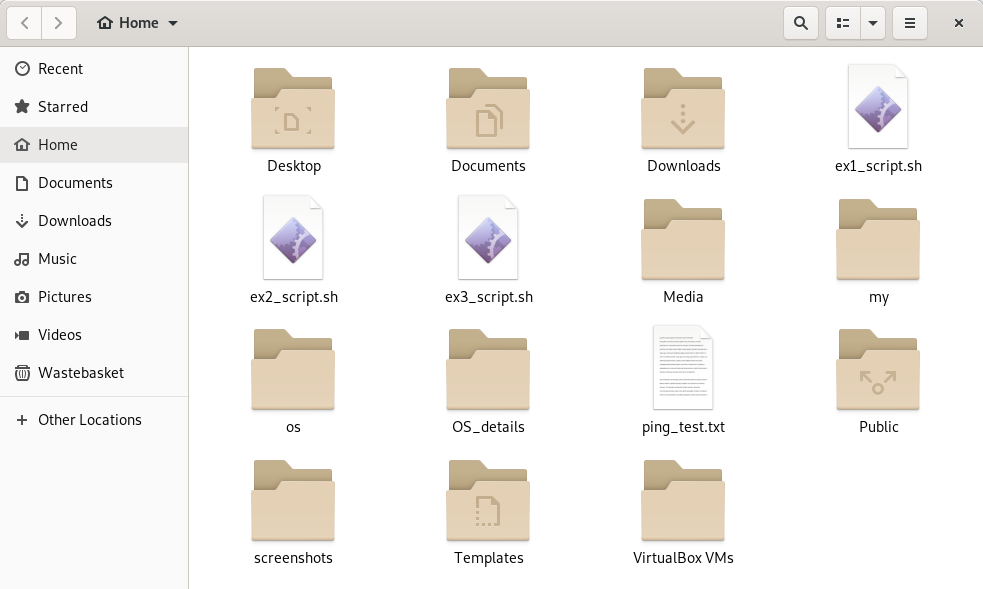 Home
Recent
Starred
Home
Documents
Downloads
Music
Pictures
Videos
Wastebasket
Other Locations
Desktop
Documents
Downloads
ex1_script.sh
ex2_script.sh
ex3_script.sh
Media
my
os
OS_details
ping_test.txt
Public
screenshots
Templates
VirtualBox VMs